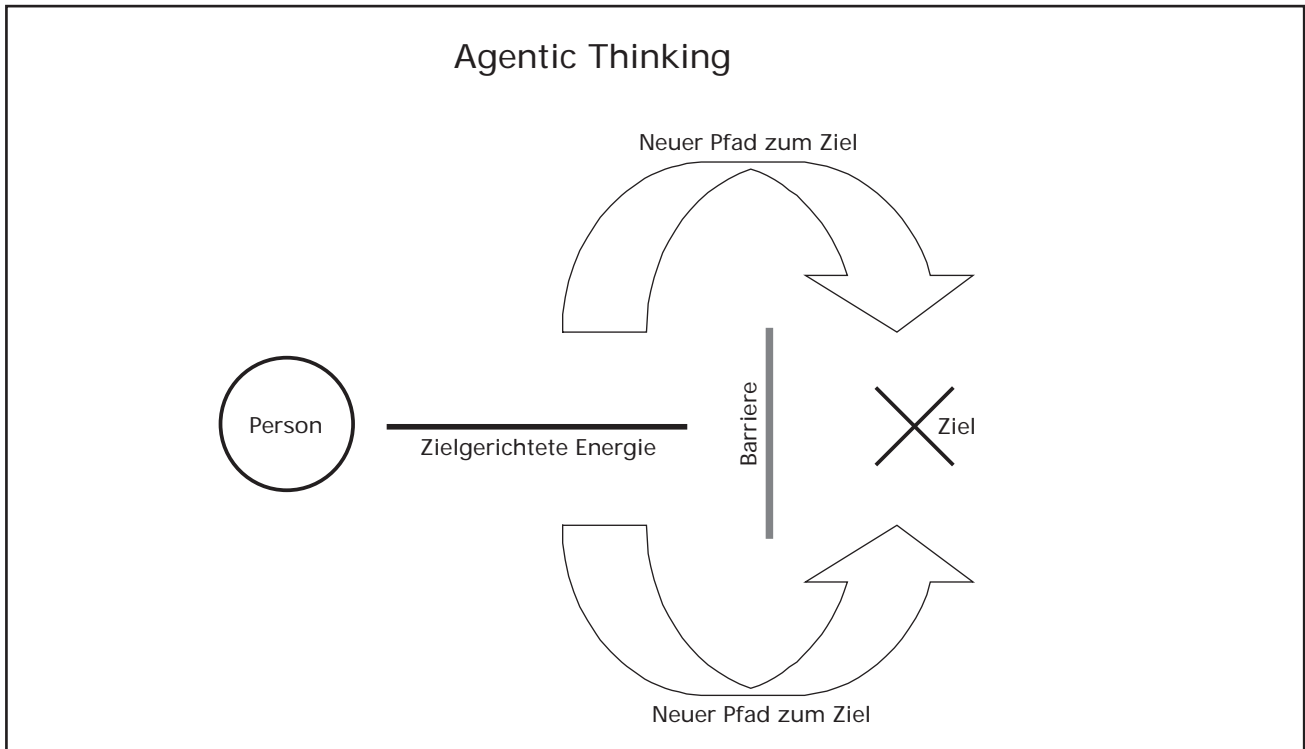 Agentic Thinking
Neuer Pfad zum Ziel
Person
Zielgerichtete Energie
Barriere
Ziel
Neuer Pfad zum Ziel